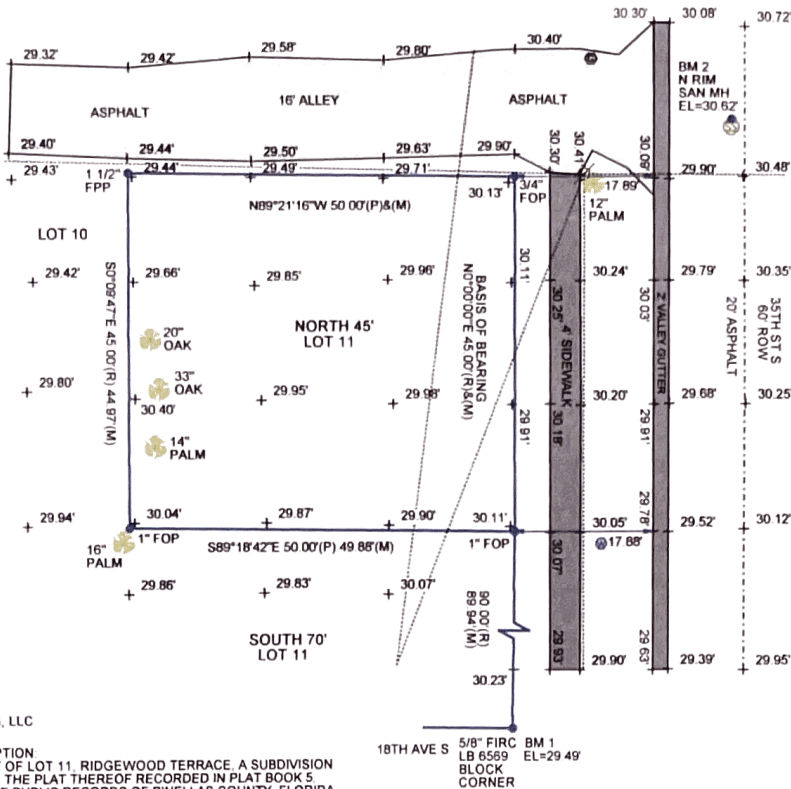 30.30' 30.08' 30.72'
29.32' 29.42' 29.58' 29.80' 30.40'
BM 2
N RIM
SAN MH
EL=30.62'
ASPHALT 16' ALLEY ASPHALT
29.40' 29.44' 29.50' 29.63' 29.90' 30.30' 30.41' 30.09'
29.43' 1 1/2" 29.44' 29.49' 29.71' 30.13' 3/4" 17.89' 29.90' 30.48'
FPP FOP
12"
PALM
N89°21'16"W 50.00'(P)&(M)
LOT 10
29.42' 29.66' 29.85' 29.96' 30.11' 30.24' 29.79' 30.35'
S0°09'47"E 45.00'(R) 44.97'(M)
BASIS OF BEARING
N0°00'00"E 45.00'(R)&(M)
30.25' 30.03'
4' SIDEWALK
2' VALLEY GUTTER
20' ASPHALT
35TH ST S
60' ROW
NORTH 45'
LOT 11
20"
OAK
33"
OAK
29.80' 30.40' 29.95' 29.98' 29.91' 30.18' 30.20' 29.91' 29.68' 30.25'
14"
PALM
29.94' 30.04' 29.87' 29.90' 30.11' 30.05' 29.78' 29.52' 30.12'
1" FOP S89°18'42"E 50.00'(P) 49.88'(M) 1" FOP 30.07' 17.88'
16"
PALM
29.86' 29.83' 30.07'
90.00'(R)
89.94'(M)
SOUTH 70'
LOT 11
30.23' 29.93' 29.90' 29.63' 29.39' 29.95'
, LLC
PTION:
OF LOT 11, RIDGEWOOD TERRACE, A SUBDIVISION
THE PLAT THEREOF RECORDED IN PLAT BOOK 5,
PUBLIC RECORDS OF PINELLAS COUNTY, FLORIDA
18TH AVE S
5/8" FIRC BM 1
LB 6569 EL=29.49'
BLOCK
CORNER